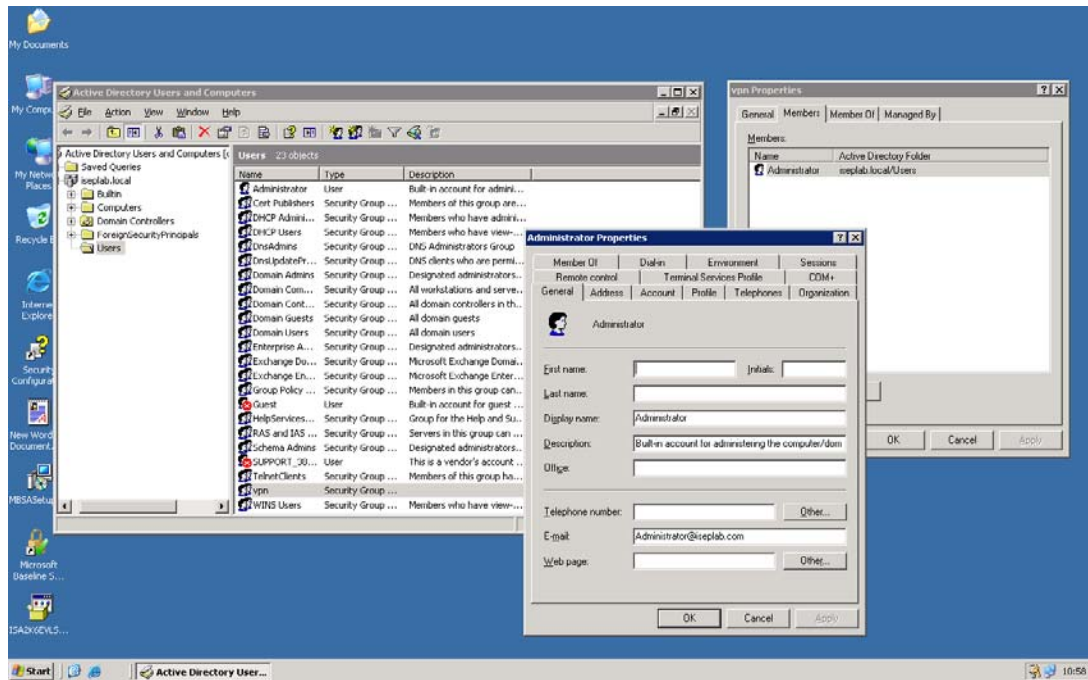 My Documents
My Compu
My Netwo
Places
Recycle B
Interne
Explore
Securit
Configurat
New Word
Document.
MBSASetu
Microsoft
Baseline S...
ISA2K6EVLS...
Active Directory Users and Computers
File Action View Window Help
Active Directory Users and Computers [i
Saved Queries
iseplab.local
Builtin
Computers
Domain Controllers
ForeignSecurityPrincipals
Users
Users 23 objects
Name Type Description
Administrator User Built-in account for admini...
Cert Publishers Security Group ... Members of this group are...
DHCP Admini... Security Group ... Members who have admini...
DHCP Users Security Group ... Members who have view-...
DnsAdmins Security Group ... DNS Administrators Group
DnsUpdatePr... Security Group ... DNS clients who are permi...
Domain Admins Security Group ... Designated administrators...
Domain Com... Security Group ... All workstations and serve...
Domain Cont... Security Group ... All domain controllers in th...
Domain Guests Security Group ... All domain guests
Domain Users Security Group ... All domain users
Enterprise A... Security Group ... Designated administrators...
Exchange Do... Security Group ... Microsoft Exchange Domai...
Exchange En... Security Group ... Microsoft Exchange Enter...
Group Policy ... Security Group ... Members in this group can...
Guest User Built-in account for guest ...
HelpServices... Security Group ... Group for the Help and Su...
RAS and IAS ... Security Group ... Servers in this group can ...
Schema Admins Security Group ... Designated administrators...
SUPPORT_38... User This is a vendor's account ...
TelnetClients Security Group ... Members of this group ha...
vpn Security Group ...
WINS Users Security Group ... Members who have view-...
vpn Properties
General Members Member Of Managed By
Members:
Name Active Directory Folder
Administrator iseplab.local/Users
OK Cancel Apply
Administrator Properties
Member Of Dial-in Environment Sessions
Remote control Terminal Services Profile COM+
General Address Account Profile Telephones Organization
Administrator
First name: Initials:
Last name:
Display name: Administrator
Description: Built-in account for administering the computer/dom
Office:
Telephone number: Other...
E-mail: Administrator@iseplab.com
Web page: Other...
OK Cancel Apply
Start Active Directory User... 10:58